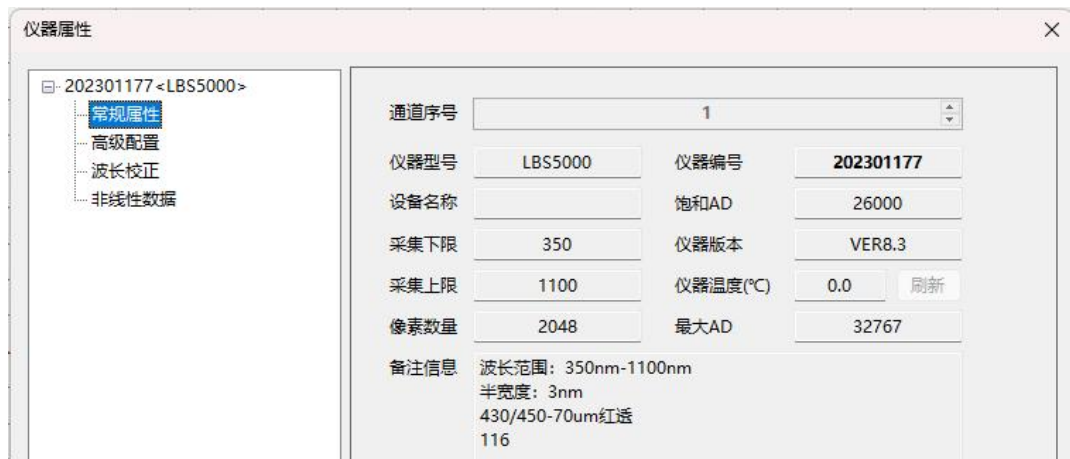 仪器属性
202301177<LBS5000>
常规属性
高级配置
波长校正
非线性数据
通道序号 1
仪器型号 LBS5000 仪器编号 202301177
设备名称 饱和AD 26000
采集下限 350 仪器版本 VER8.3
采集上限 1100 仪器温度(℃) 0.0 刷新
像素数量 2048 最大AD 32767
备注信息 波长范围：350nm-1100nm
半宽度：3nm
430/450-70um红透
116